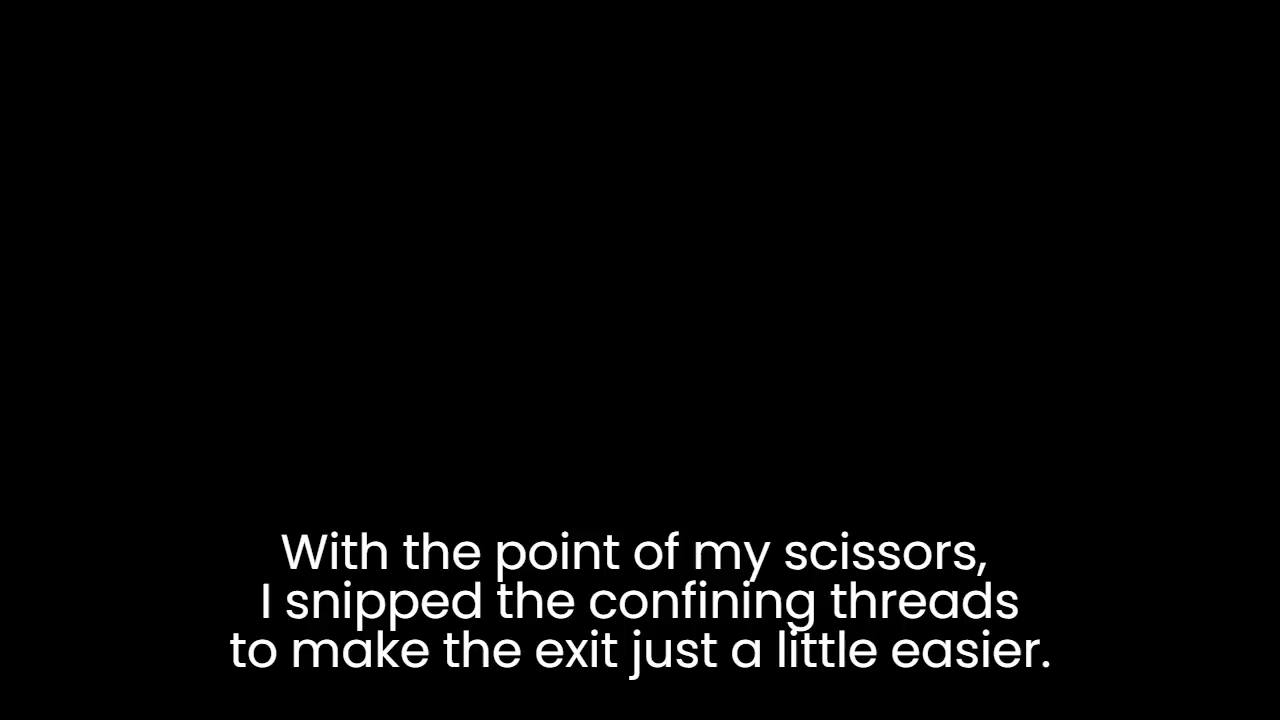 With the point of my scissors,
I snipped the confining threads
to make the exit just a little easier.